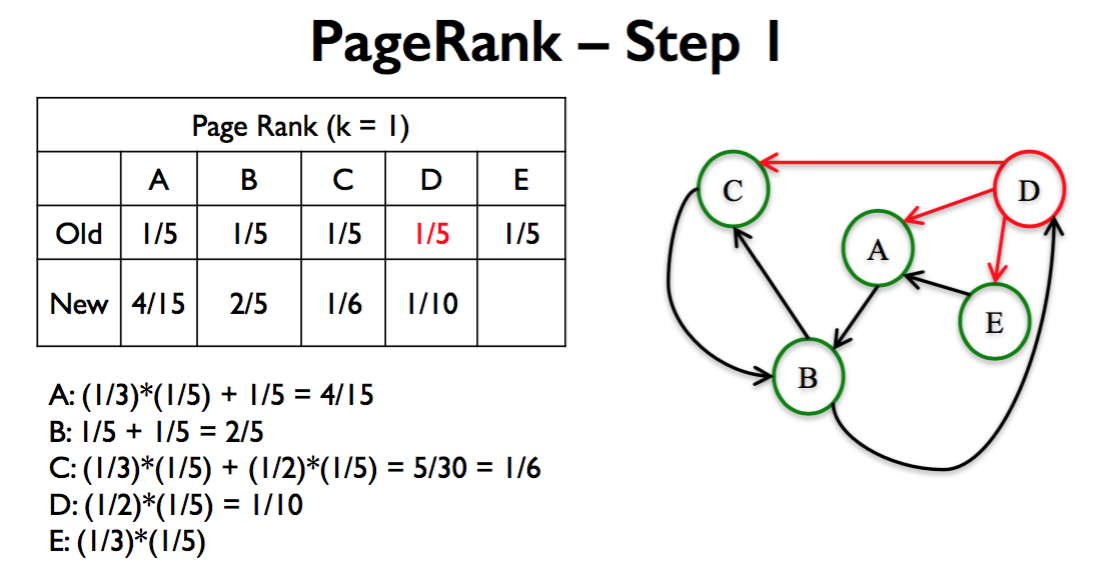 PageRank – Step 1
Page Rank (k = 1)
A B C D E
Old 1/5 1/5 1/5 1/5 1/5
New 4/15 2/5 1/6 1/10
A: (1/3)*(1/5) + 1/5 = 4/15
B: 1/5 + 1/5 = 2/5
C: (1/3)*(1/5) + (1/2)*(1/5) = 5/30 = 1/6
D: (1/2)*(1/5) = 1/10
E: (1/3)*(1/5)
C
D
A
E
B